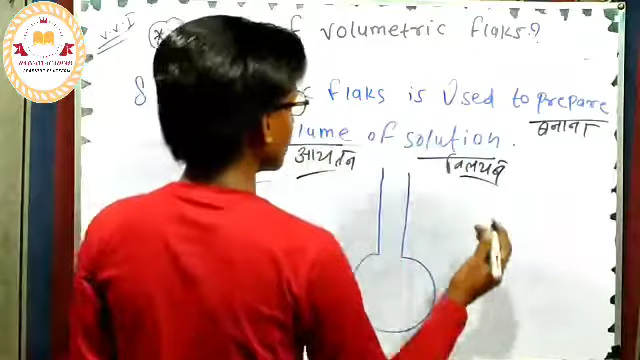 V.V.I
f volumetric flaks?
f flaks is Used to prepare
बनाना
lume of solution.
आयतन
विलयन